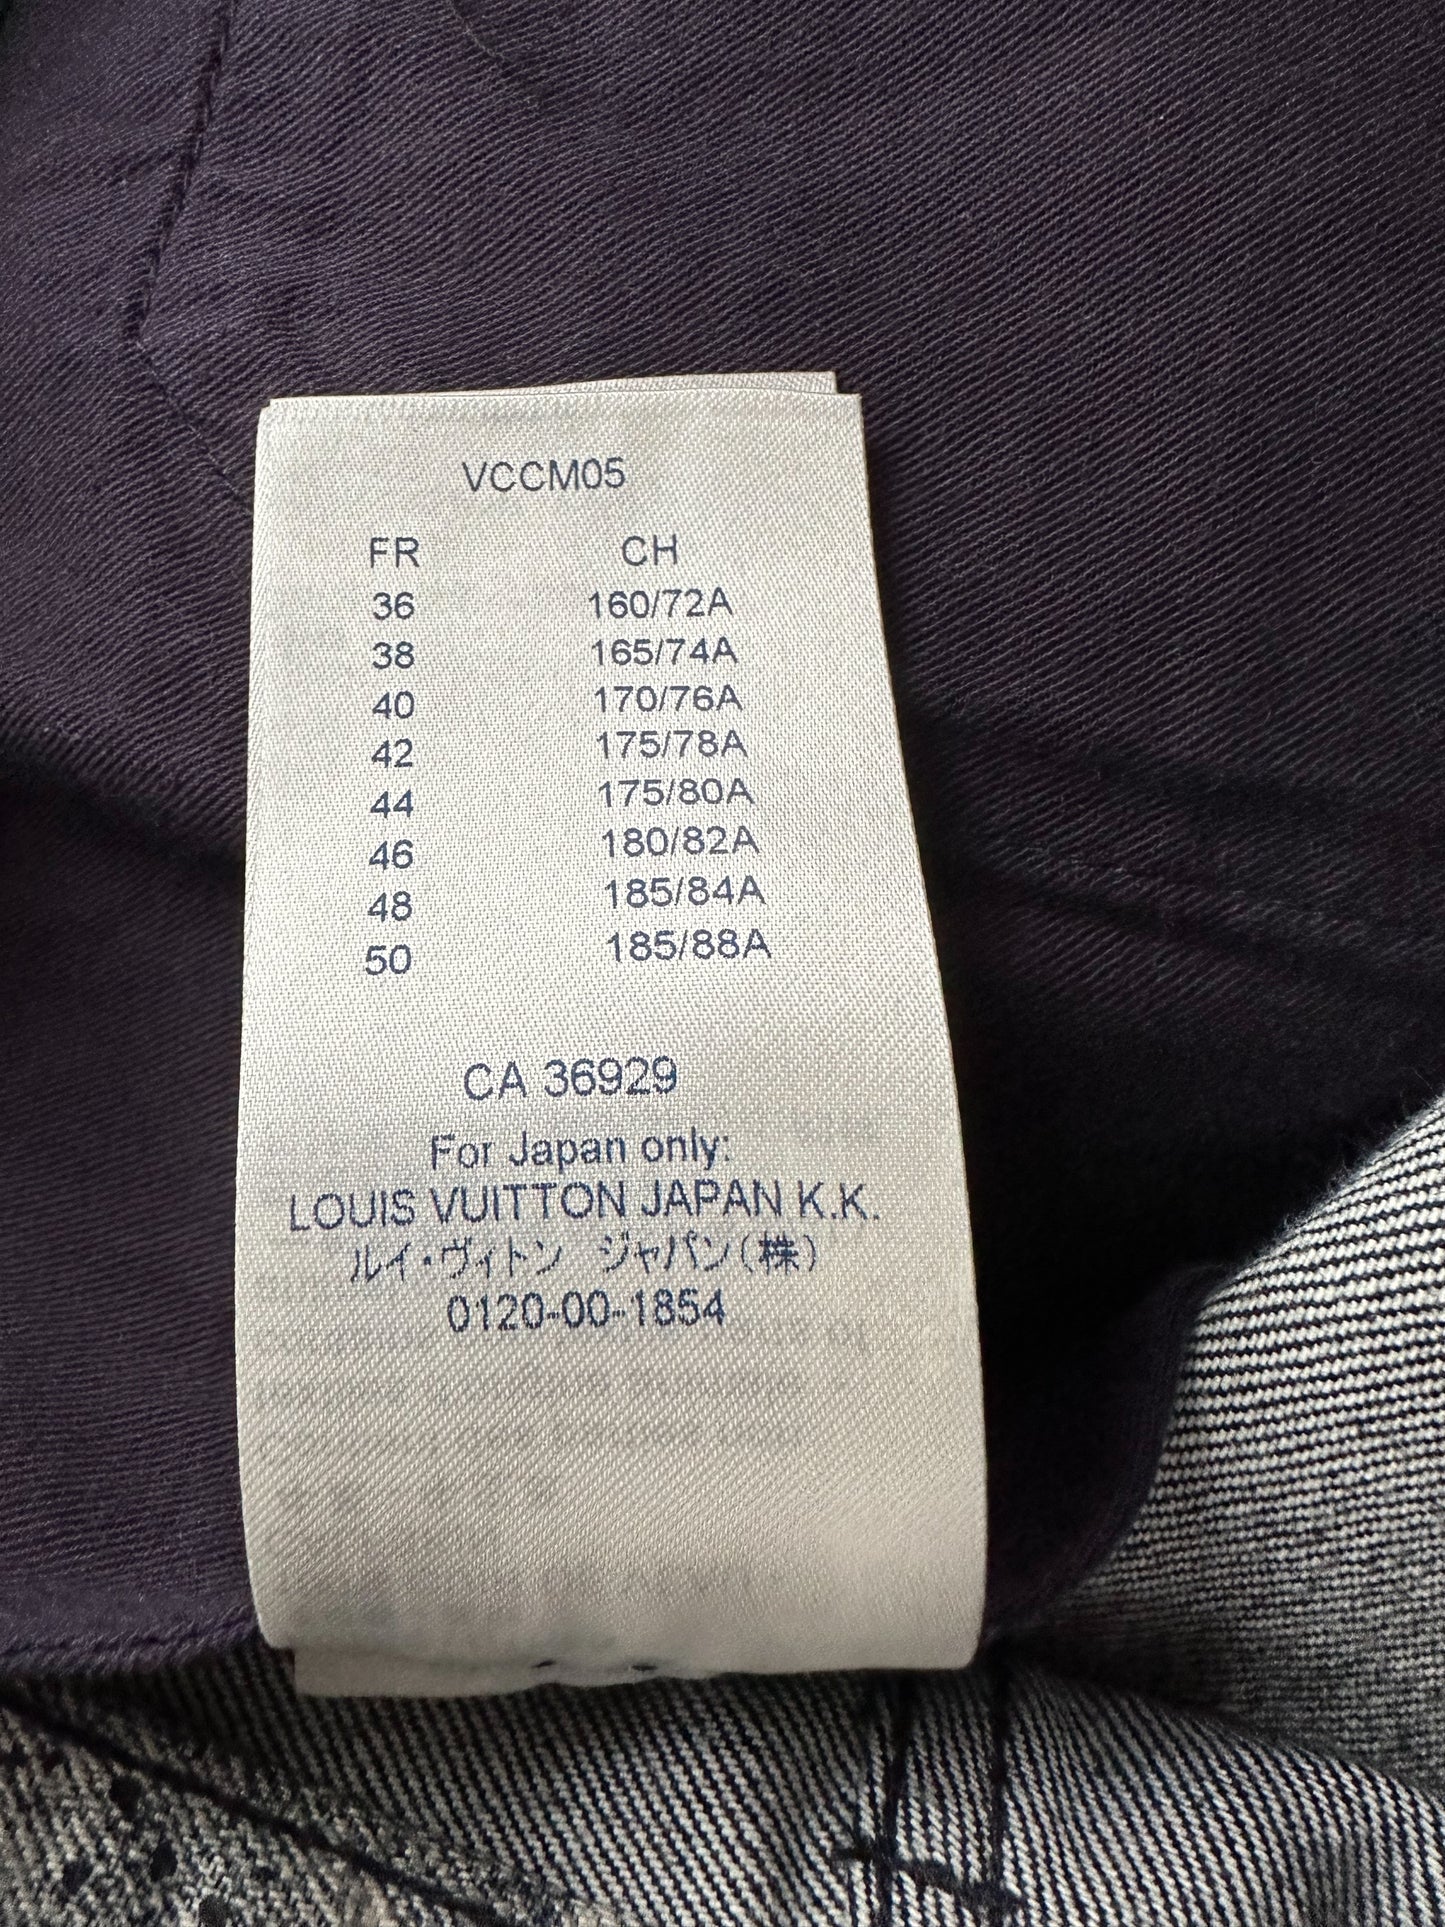 VCCM05
FR CH
36 160/72A
38 165/74A
40 170/76A
42 175/78A
44 175/80A
46 180/82A
48 185/84A
50 185/88A
CA 36929
For Japan only:
LOUIS VUITTON JAPAN K.K.
ルイ・ヴィトン ジャパン(株)
0120-00-1854